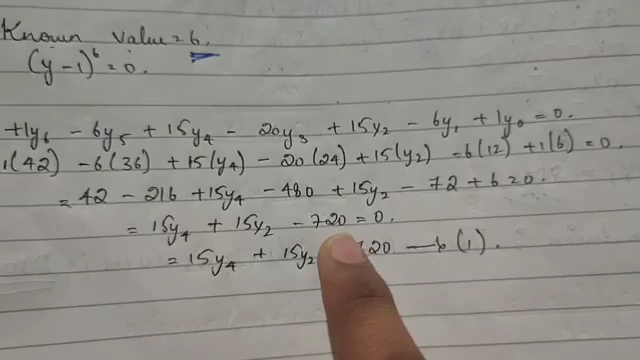 Known value = 6.
(y-1)^6 = 0.
+1y6 - 6y5 + 15y4 - 20y3 + 15y2 - 6y1 + 1y0 = 0.
1(42) - 6(36) + 15(y4) - 20(24) + 15(y2) - 6(12) + 1(6) = 0.
= 42 - 216 + 15y4 - 480 + 15y2 - 72 + 6 = 0.
= 15y4 + 15y2 - 720 = 0.
= 15y4 + 15y2 720 (1).